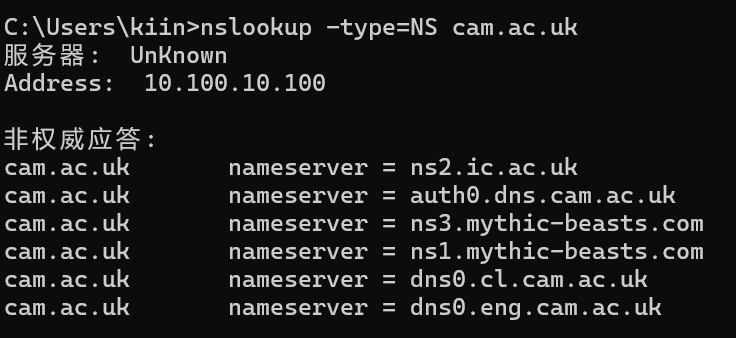 C:\Users\kiin>nslookup -type=NS cam.ac.uk
服务器:  UnKnown
Address:  10.100.10.100

非权威应答:
cam.ac.uk       nameserver = ns2.ic.ac.uk
cam.ac.uk       nameserver = auth0.dns.cam.ac.uk
cam.ac.uk       nameserver = ns3.mythic-beasts.com
cam.ac.uk       nameserver = ns1.mythic-beasts.com
cam.ac.uk       nameserver = dns0.cl.cam.ac.uk
cam.ac.uk       nameserver = dns0.eng.cam.ac.uk